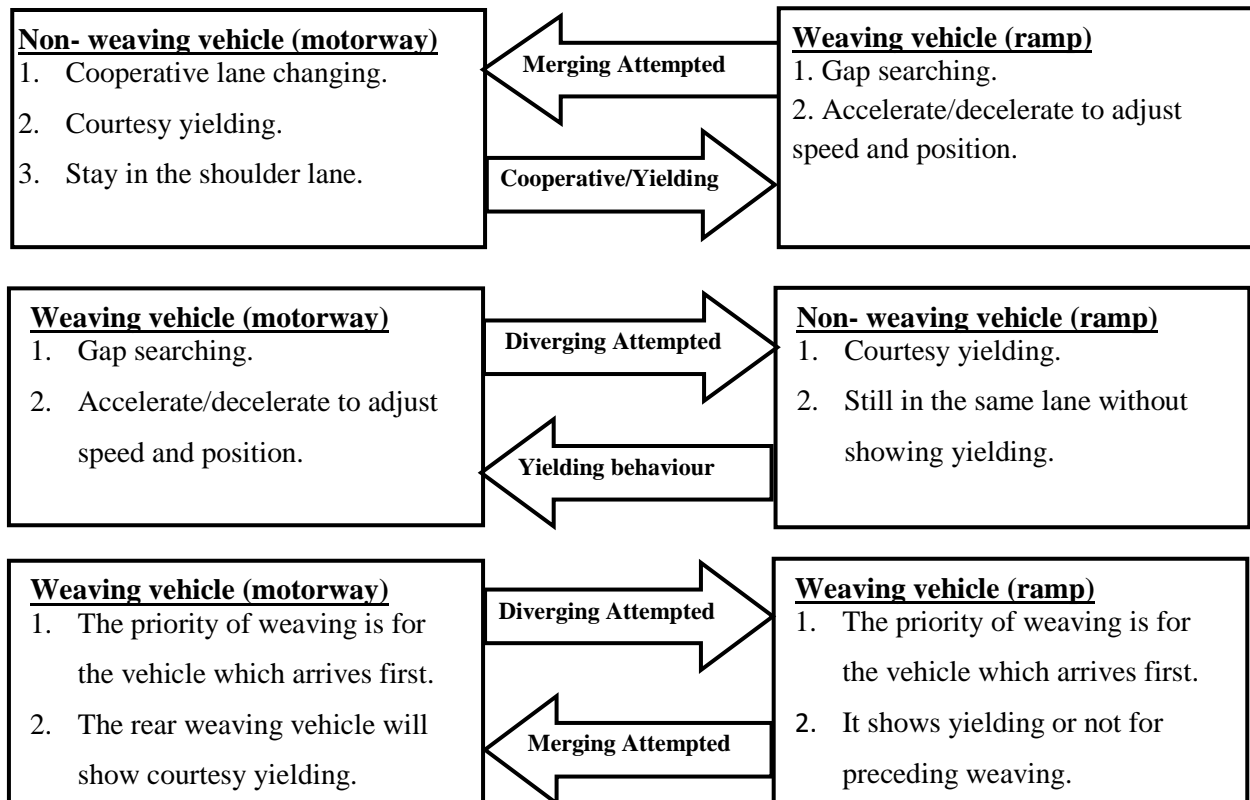 Non- weaving vehicle (motorway)
1. Cooperative lane changing.
2. Courtesy yielding.
3. Stay in the shoulder lane.
Merging Attempted
Cooperative/Yielding
Weaving vehicle (ramp)
1. Gap searching.
2. Accelerate/decelerate to adjust
speed and position.
Weaving vehicle (motorway)
1. Gap searching.
2. Accelerate/decelerate to adjust
speed and position.
Diverging Attempted
Yielding behaviour
Non- weaving vehicle (ramp)
1. Courtesy yielding.
2. Still in the same lane without
showing yielding.
Weaving vehicle (motorway)
1. The priority of weaving is for
the vehicle which arrives first.
2. The rear weaving vehicle will
show courtesy yielding.
Diverging Attempted
Merging Attempted
Weaving vehicle (ramp)
1. The priority of weaving is for
the vehicle which arrives first.
2. It shows yielding or not for
preceding weaving.